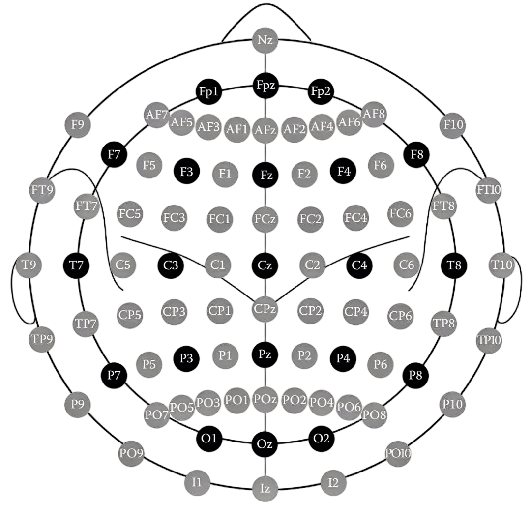 Nz
Fp1 Fpz Fp2
AF7 AF5 AF3 AF1 AFz AF2 AF4 AF6 AF8
F9 F10
F7 F5 F3 F1 Fz F2 F4 F6 F8
FT9 FT7 FT8 FT10
FC5 FC3 FC1 FCz FC2 FC4 FC6
T9 T7 C5 C3 C1 Cz C2 C4 C6 T8 T10
CP5 CP3 CP1 CPz CP2 CP4 CP6
TP9 TP7 TP8 TP10
P7 P5 P3 P1 Pz P2 P4 P6 P8
P9 P10
PO7 PO5 PO3 PO1 POz PO2 PO4 PO6 PO8
O1 Oz O2
PO9 PO10
I1 Iz I2